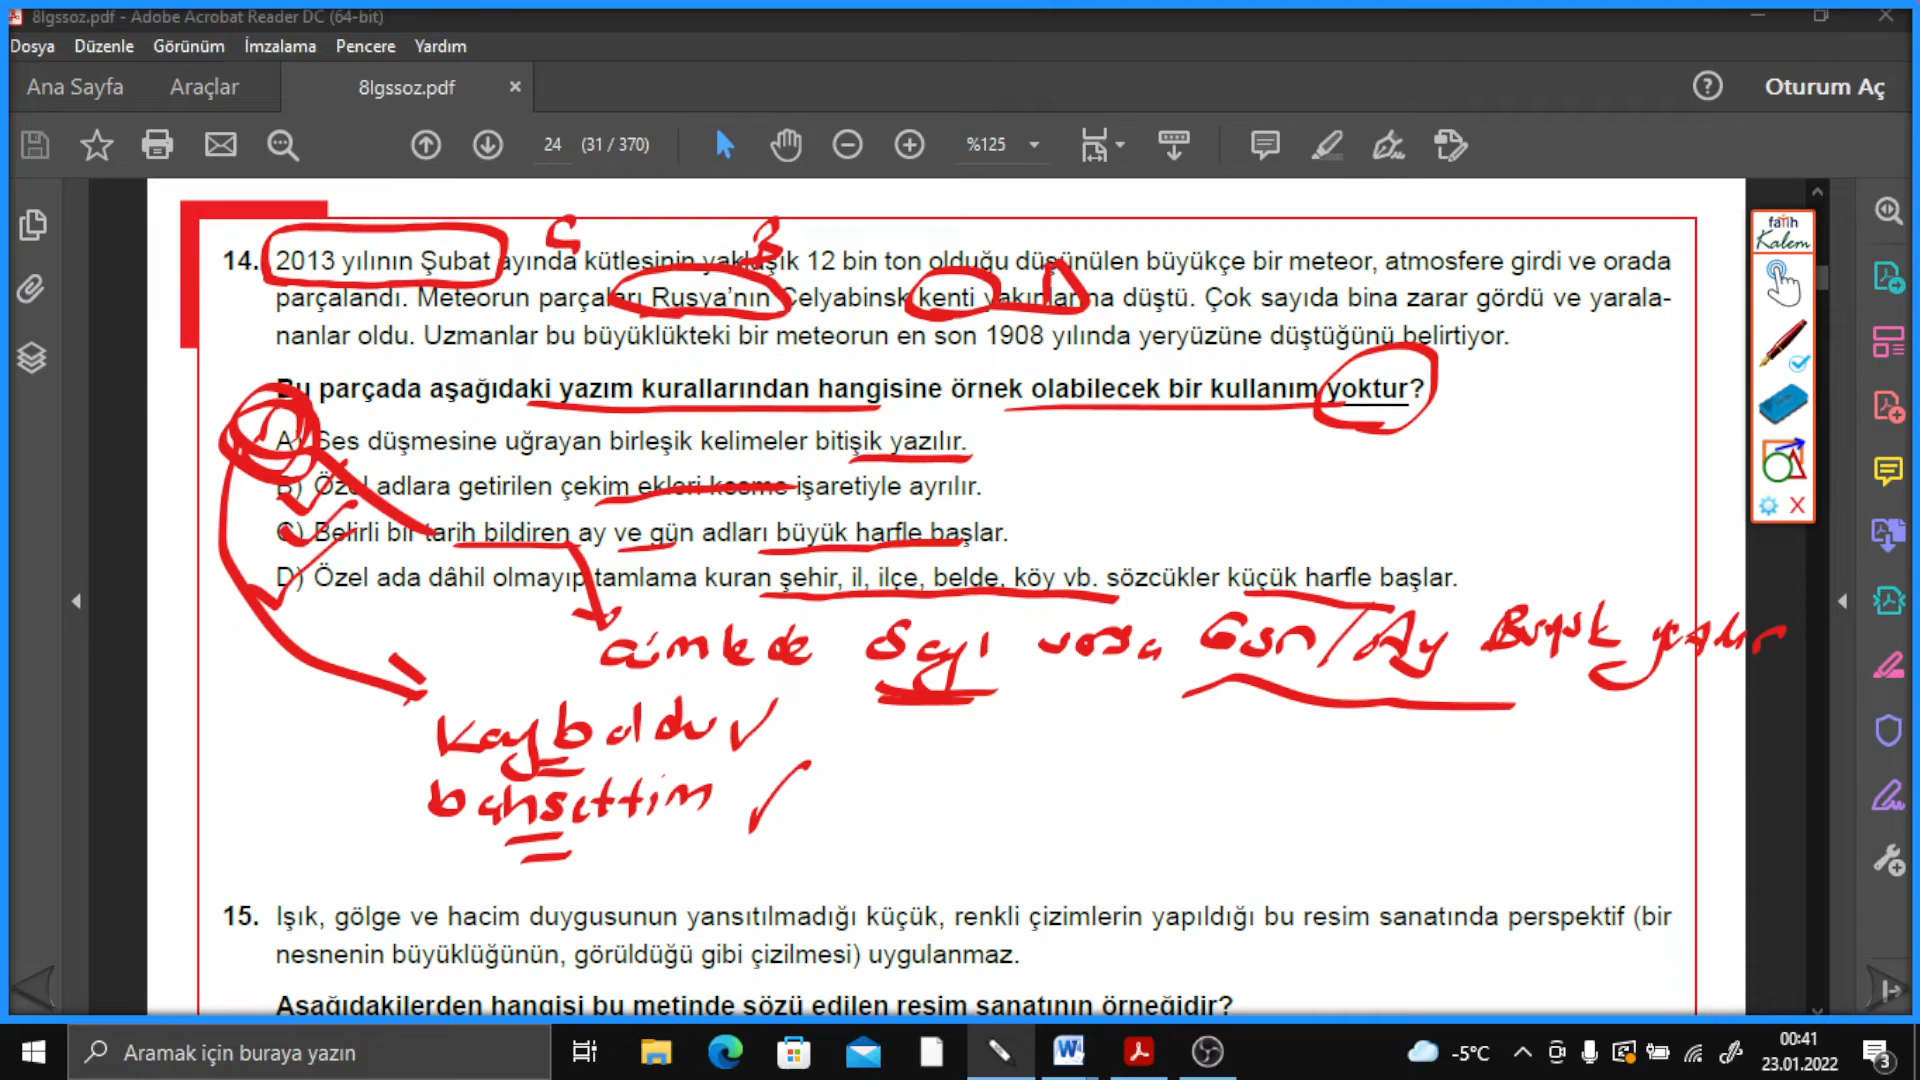 8lgssoz.pdf - Adobe Acrobat Reader DC (64-bit)
Dosya Düzenle Görünüm İmzalama Pencere Yardım
Ana Sayfa Araçlar 8lgssoz.pdf × Oturum Aç
24 (31 / 370) %125
fatih
Kalem
14. 2013 yılının Şubat ayında kütlesinin yaklaşık 12 bin ton olduğu düşünülen büyükçe bir meteor, atmosfere girdi ve orada
parçalandı. Meteorun parçaları Rusya'nın Çelyabinsk kenti yakınlarına düştü. Çok sayıda bina zarar gördü ve yarala-
nanlar oldu. Uzmanlar bu büyüklükteki bir meteorun en son 1908 yılında yeryüzüne düştüğünü belirtiyor.
Bu parçada aşağıdaki yazım kurallarından hangisine örnek olabilecek bir kullanım yoktur?
A) Ses düşmesine uğrayan birleşik kelimeler bitişik yazılır.
B) Özel adlara getirilen çekim ekleri kesme işaretiyle ayrılır.
C) Belirli bir tarih bildiren ay ve gün adları büyük harfle başlar.
D) Özel ada dâhil olmayıp tamlama kuran şehir, il, ilçe, belde, köy vb. sözcükler küçük harfle başlar.
cümlede Sayı varsa Gün/Ay Büyük yazılır
Kayboldu ✓
bahsettim ✓
15. Işık, gölge ve hacim duygusunun yansıtılmadığı küçük, renkli çizimlerin yapıldığı bu resim sanatında perspektif (bir
nesnenin büyüklüğünün, görüldüğü gibi çizilmesi) uygulanmaz.
Aşağıdakilerden hangisi bu metinde sözü edilen resim sanatının örneğidir?
Aramak için buraya yazın
-5°C
00:41
23.01.2022
3